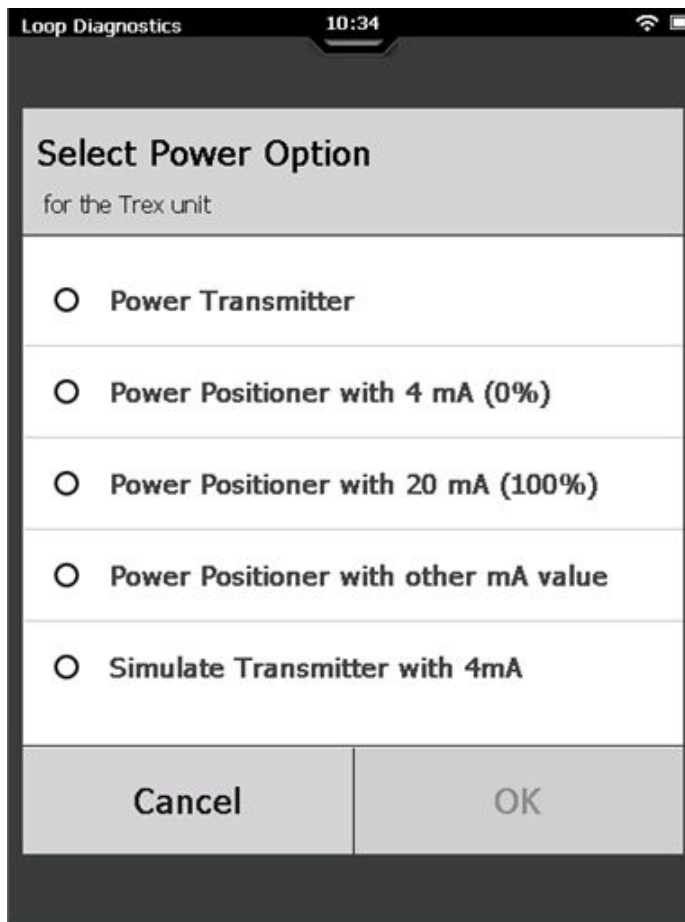 Loop Diagnostics 10:34
Select Power Option
for the Trex unit
Power Transmitter
Power Positioner with 4 mA (0%)
Power Positioner with 20 mA (100%)
Power Positioner with other mA value
Simulate Transmitter with 4mA
Cancel OK